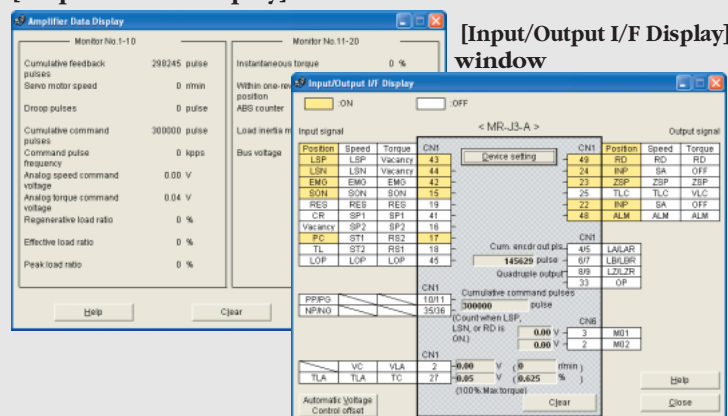 Amplifier Data Display
Monitor No.1-10
Cumulative feedback pulses 298245 pulse
Servo motor speed 0 r/min
Droop pulses 0 pulse
Cumulative command pulses 300000 pulse
Command pulse frequency 0 kpps
Analog speed command voltage 0.00 V
Analog torque command voltage 0.04 V
Regenerative load ratio 0 %
Effective load ratio 0 %
Peak load ratio 0 %
Monitor No.11-20
Instantaneous torque 0 %
Within one-rev
position
ABS counter
Load inertia m
Bus voltage
Help Clear
[Input/Output I/F Display]
window
Input/Output I/F Display
:ON :OFF
Input signal < MR-J3-A > Output signal
Position Speed Torque CN1
LSP LSP Vacancy 43
LSN LSN Vacancy 44
EMG EMG EMG 42
SON SON SON 15
RES RES RES 19
CR SP1 SP1 41
Vacancy SP2 SP2 16
PC ST1 RS2 17
TL ST2 RS1 18
LOP LOP LOP 45
CN1
PP/PG 10/11
NP/NG 35/36
CN1
VC VLA 2
TLA TLA TC 27
Device setting
Cum. encdr out pls.
145629 pulse
Quadruple output
Cumulative command pulses
300000 pulse
(Count when LSP,
LSN, or RD is
ON.)
0.00 V
0.00 V
0.00 V ( 0 r/min )
0.05 V ( 0.625 % )
(100% Max torque)
CN1 Position Speed Torque
49 RD RD RD
24 INP SA OFF
23 ZSP ZSP ZSP
25 TLC TLC VLC
22 INP SA OFF
48 ALM ALM ALM
CN1
4/5 LA/LAR
6/7 LB/LBR
8/9 LZ/LZR
33 OP
CN6
3 MO1
2 MO2
Automatic Voltage
Control offset
Clear
Help
Close